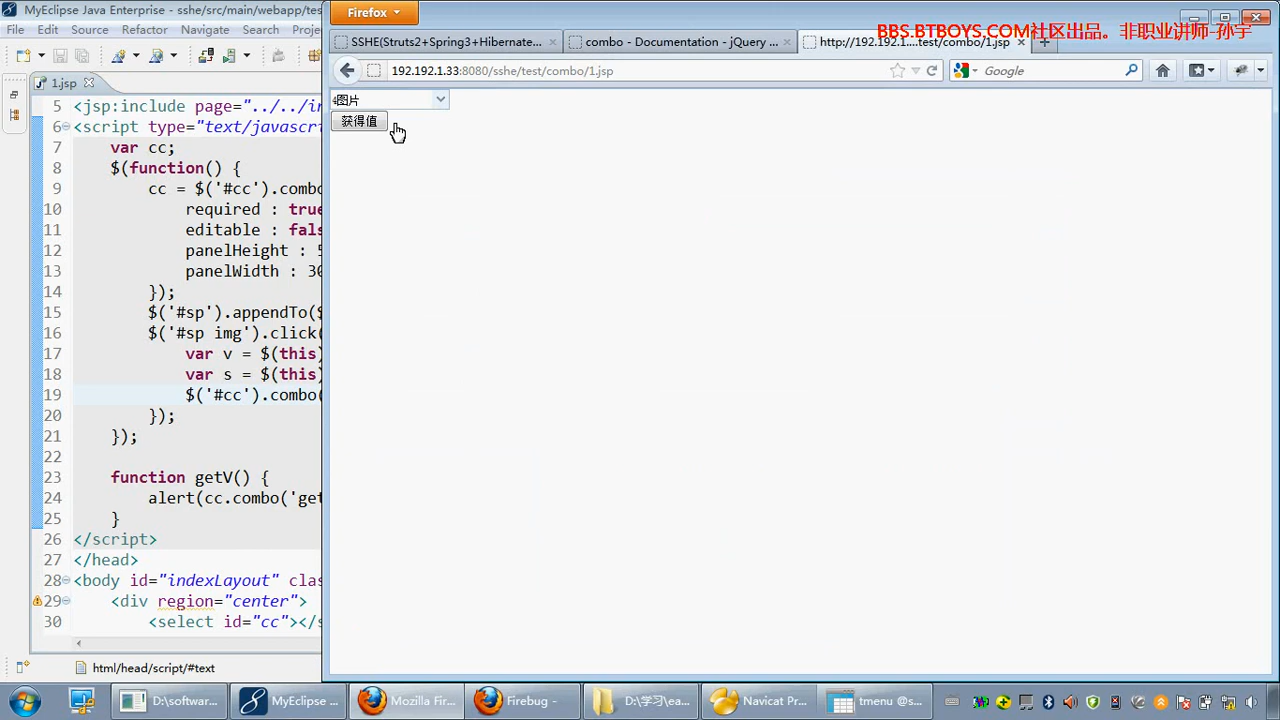 MyEclipse Java Enterprise - sshe/src/main/webapp/
File Edit Source Refactor Navigate Search Project
1.jsp
5 <jsp:include page="../../in
6 <script type="text/javascri
7 var cc;
8 $(function() {
9 cc = $('#cc').combo
10 required : true
11 editable : fals
12 panelHeight : 5
13 panelWidth : 30
14 });
15 $('#sp').appendTo($
16 $('#sp img').click(
17 var v = $(this)
18 var s = $(this)
19 $('#cc').combo(
20 });
21 });
22
23 function getV() {
24 alert(cc.combo('get
25 }
26 </script>
27 </head>
28 <body id="indexLayout" clas
29 <div region="center">
30 <select id="cc"></s
html/head/script/#text
Firefox
BBS.BTBOYS.COM社区出品。非职业讲师-孙宇
SSHE(Struts2+Spring3+Hibernate...
combo - Documentation - jQuery ...
http://192.192.1....test/combo/1.jsp
192.192.1.33:8080/sshe/test/combo/1.jsp
Google
图片
获得值
D:\softwar...
MyEclipse ...
Mozilla Fir...
Firebug -
D:\学习\ea...
Navicat Pr...
tmenu @s...